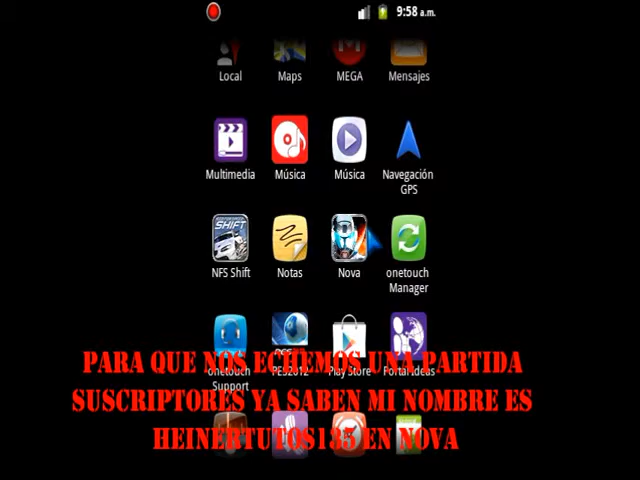 9:58 a.m.
Local Maps MEGA Mensajes
Multimedia Música Música Navegación GPS
SHIFT
NFS Shift Notas Nova onetouch Manager
onetouch Support PES2012 Play Store Portal Ideas
PARA QUE NOS ECHEMOS UNA PARTIDA
SUSCRIPTORES YA SABEN MI NOMBRE ES
HEINERTUTOS185 EN NOVA